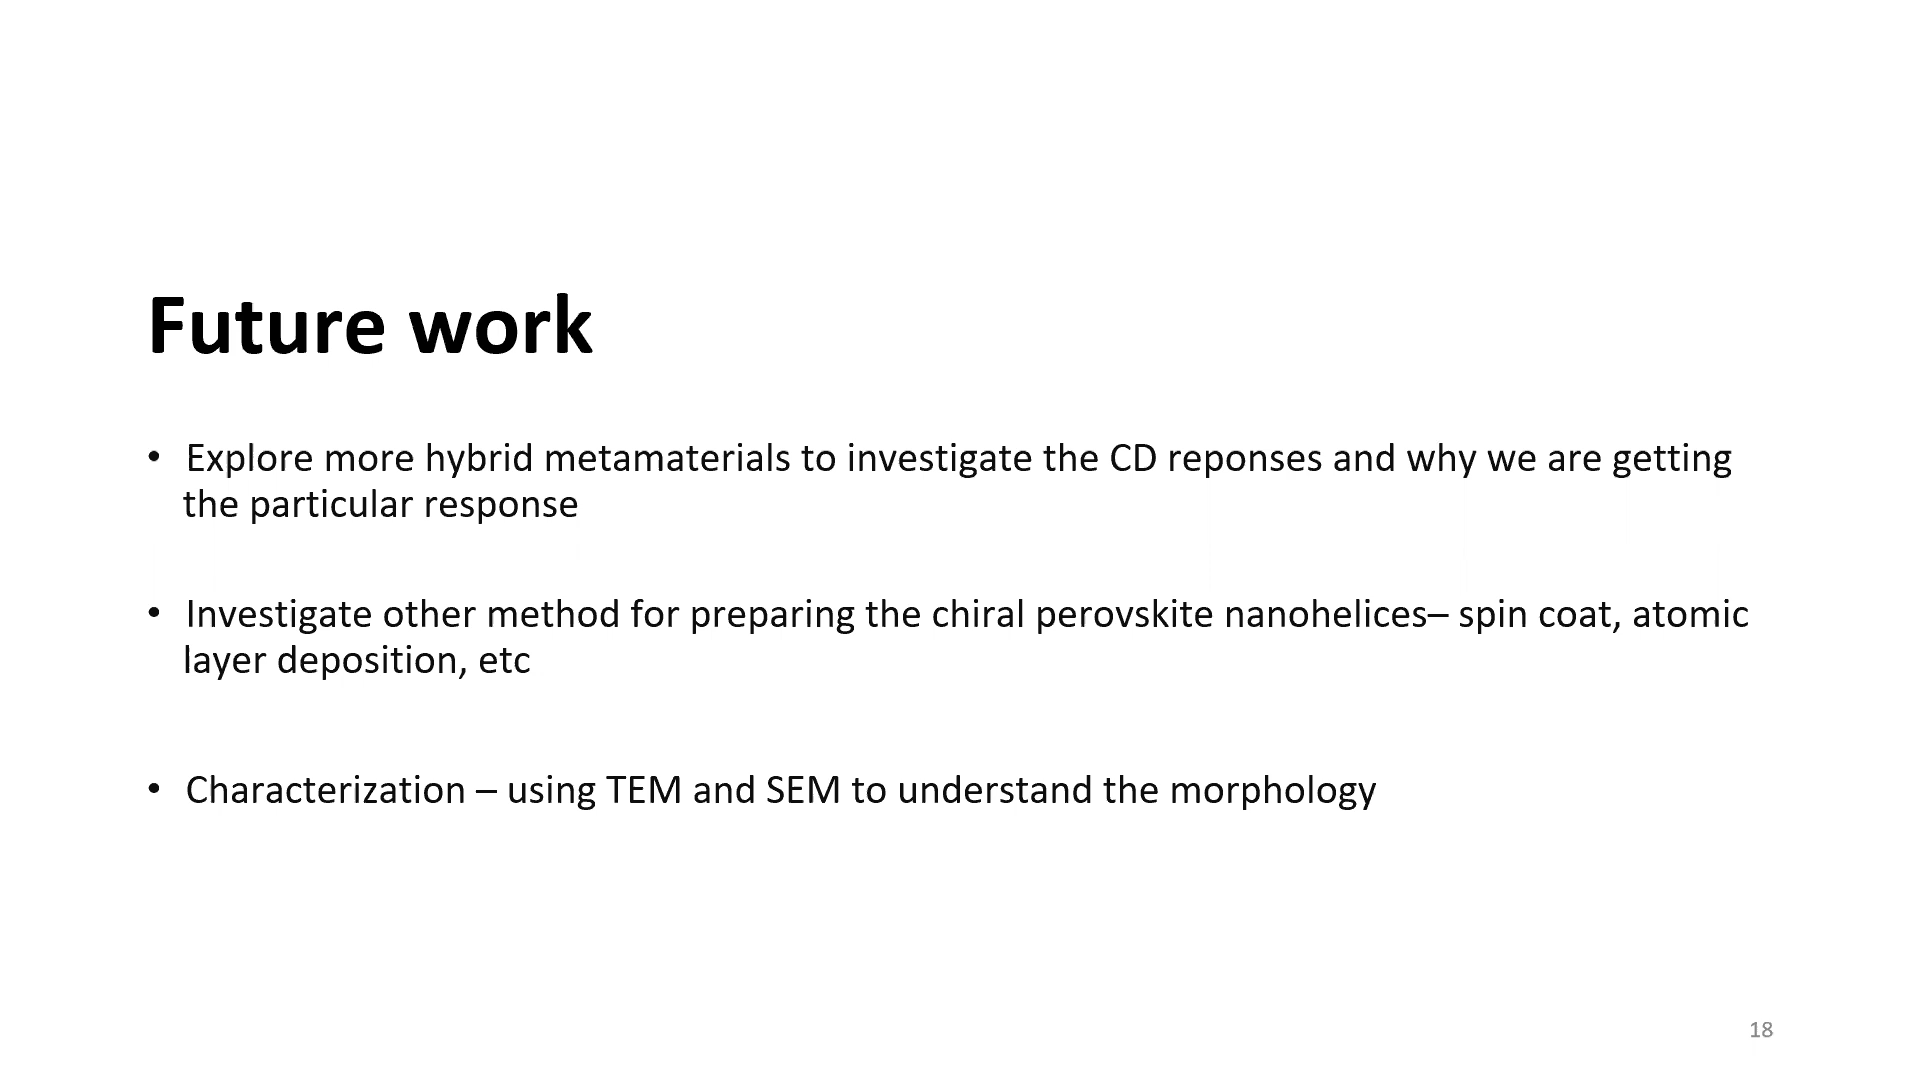 Future work
• Explore more hybrid metamaterials to investigate the CD reponses and why we are getting
the particular response
• Investigate other method for preparing the chiral perovskite nanohelices– spin coat, atomic
layer deposition, etc
• Characterization – using TEM and SEM to understand the morphology
18